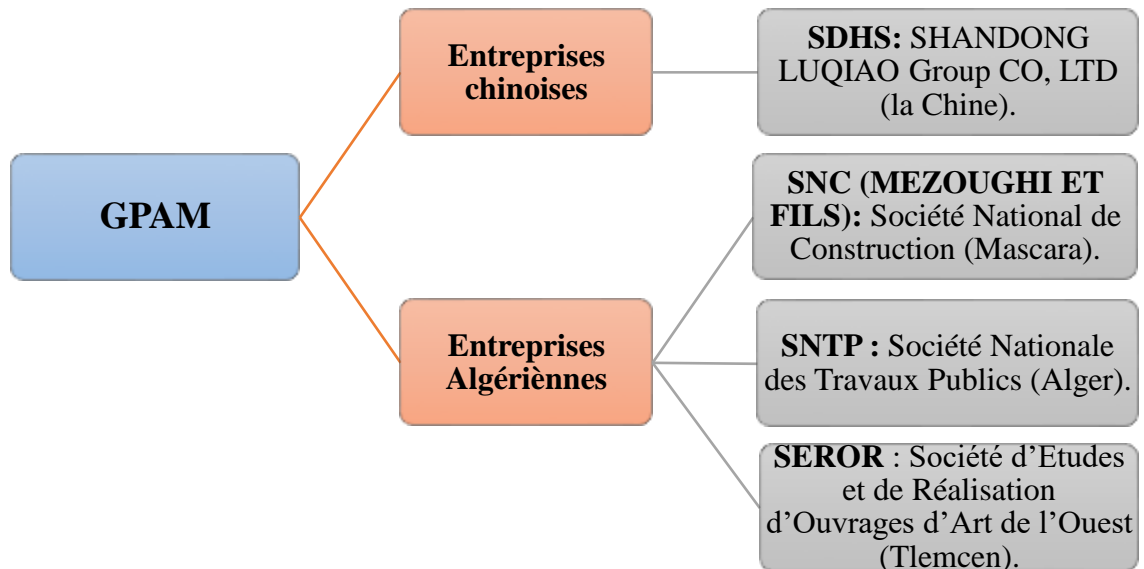 GPAM
Entreprises
chinoises
SDHS: SHANDONG
LUQIAO Group CO, LTD
(la Chine).
Entreprises
Algériènnes
SNC (MEZOUGHI ET
FILS): Société National de
Construction (Mascara).
SNTP : Société Nationale
des Travaux Publics (Alger).
SEROR : Société d’Etudes
et de Réalisation
d’Ouvrages d’Art de l’Ouest
(Tlemcen).